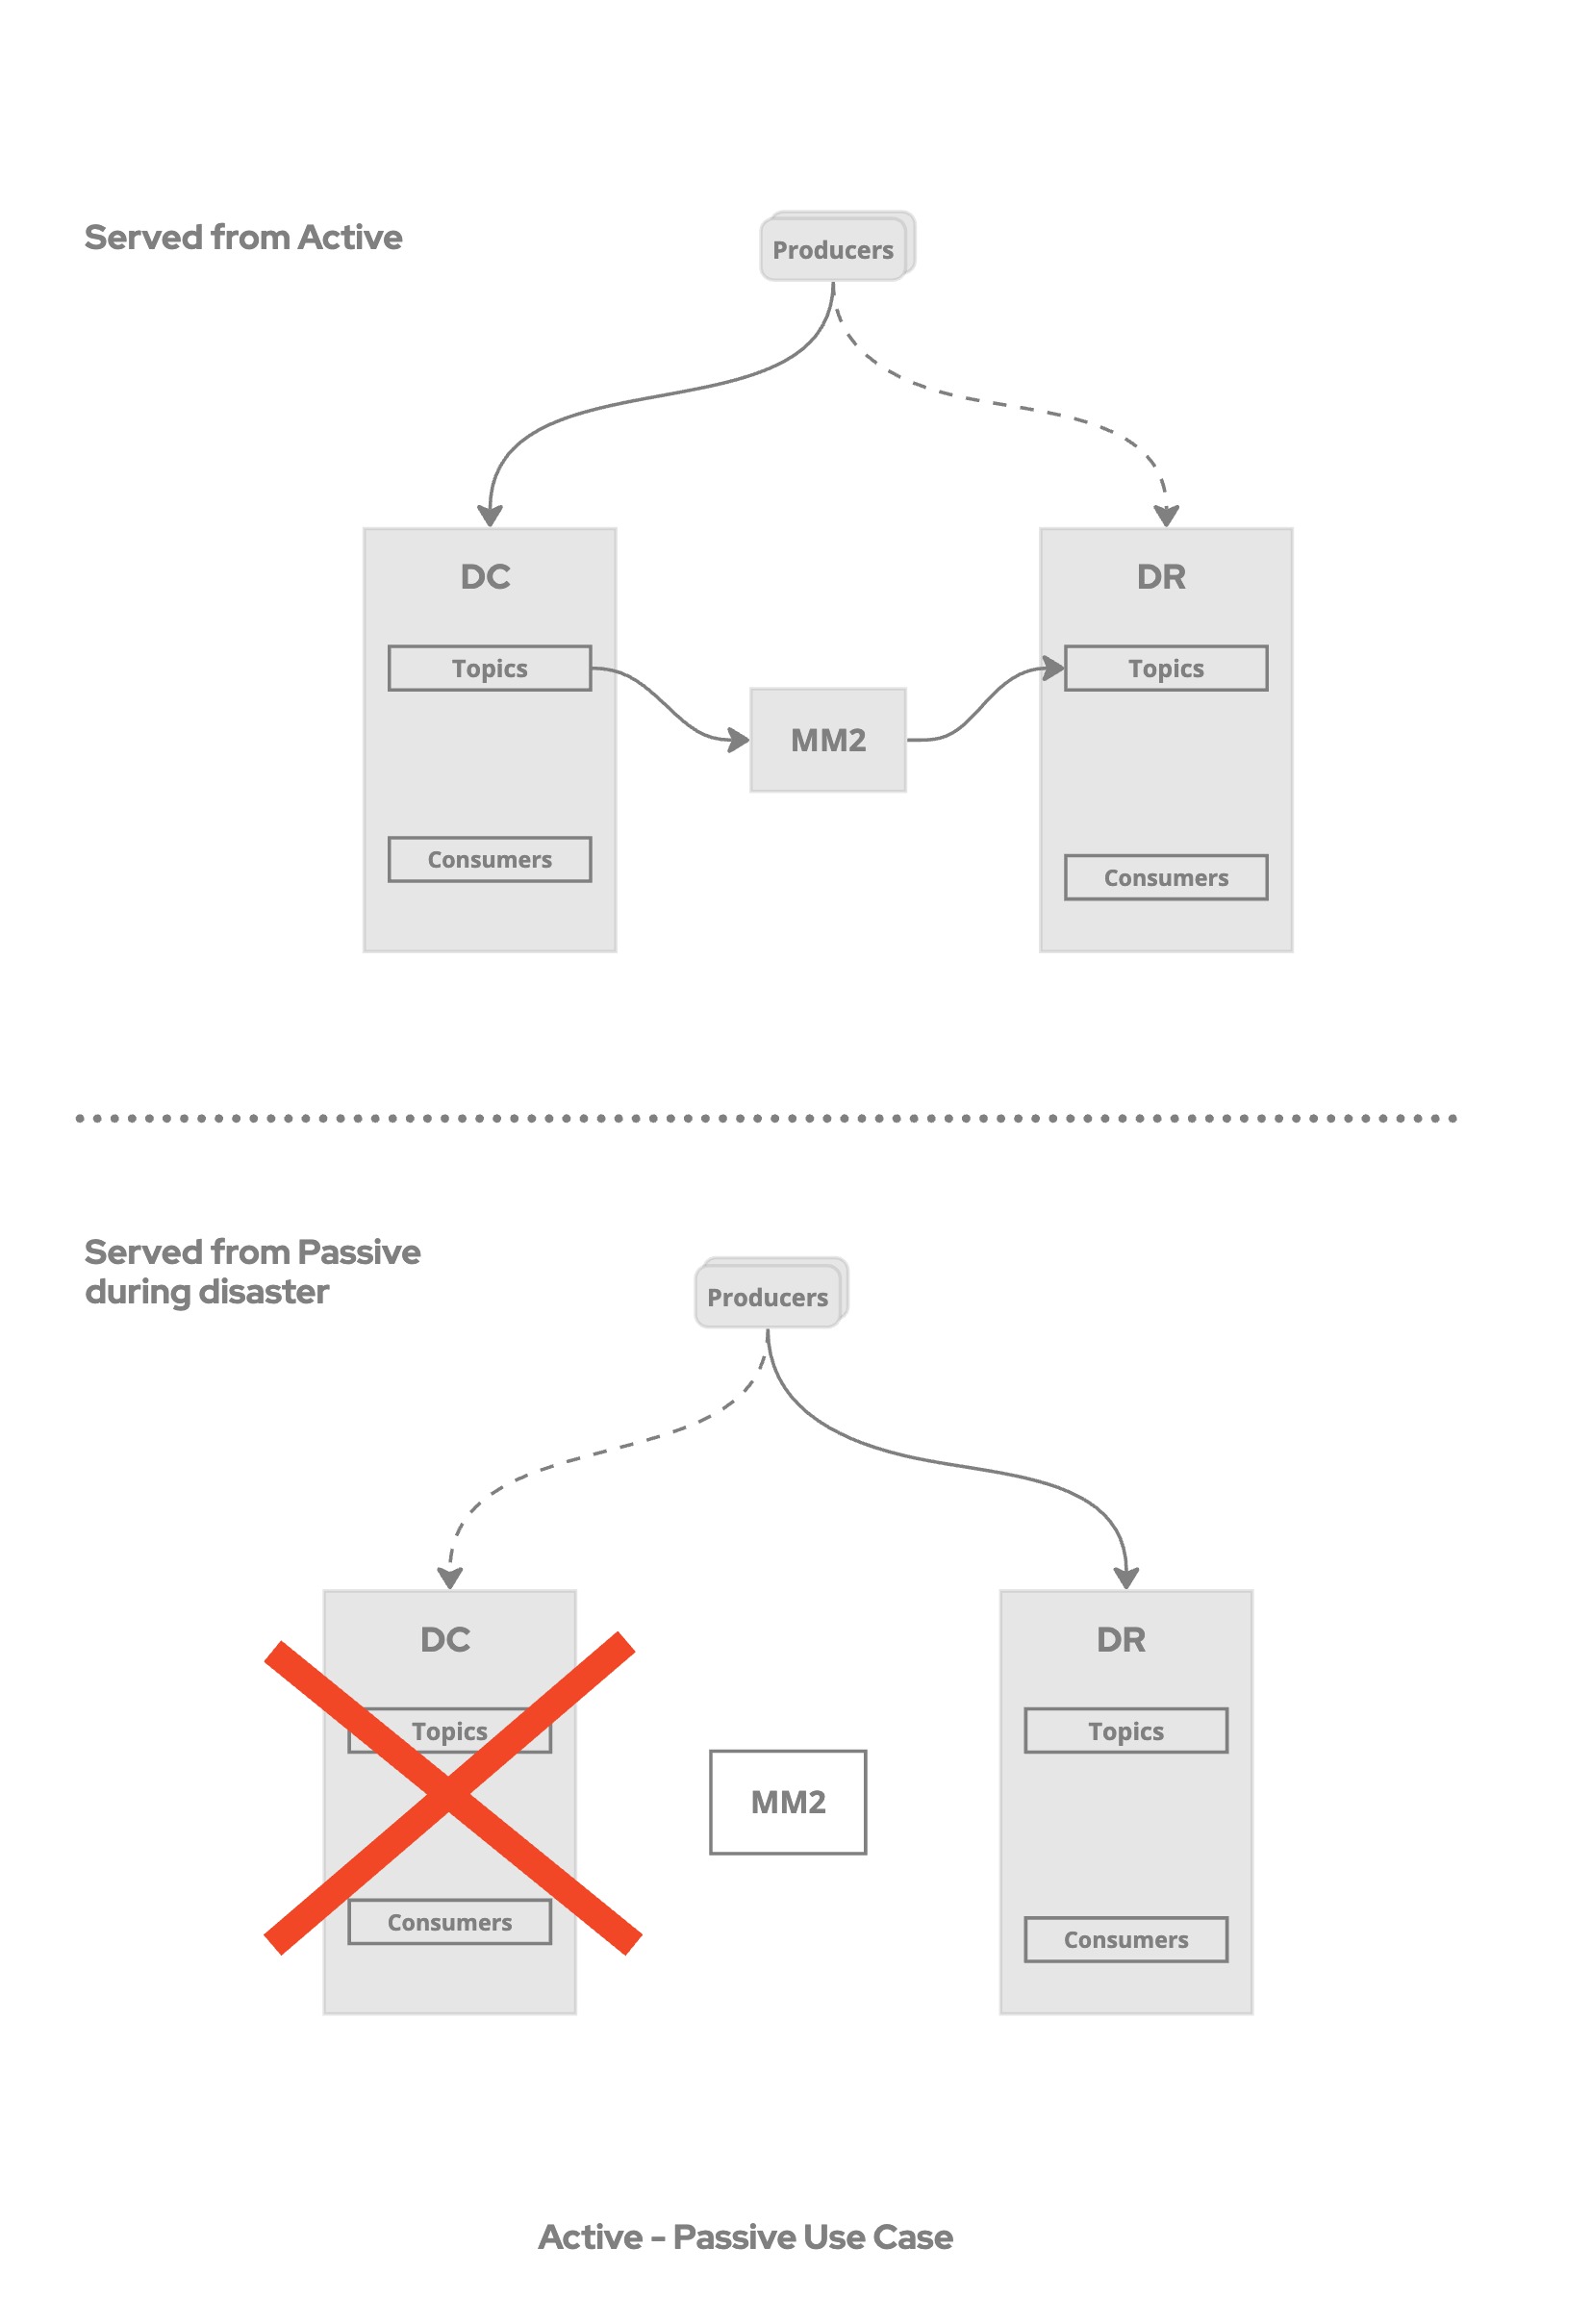 Served from Active
Producers
DC
DR
Topics
Topics
MM2
Consumers
Consumers
Served from Passive
during disaster
Producers
DC
DR
Topics
Topics
MM2
Consumers
Consumers
Active - Passive Use Case